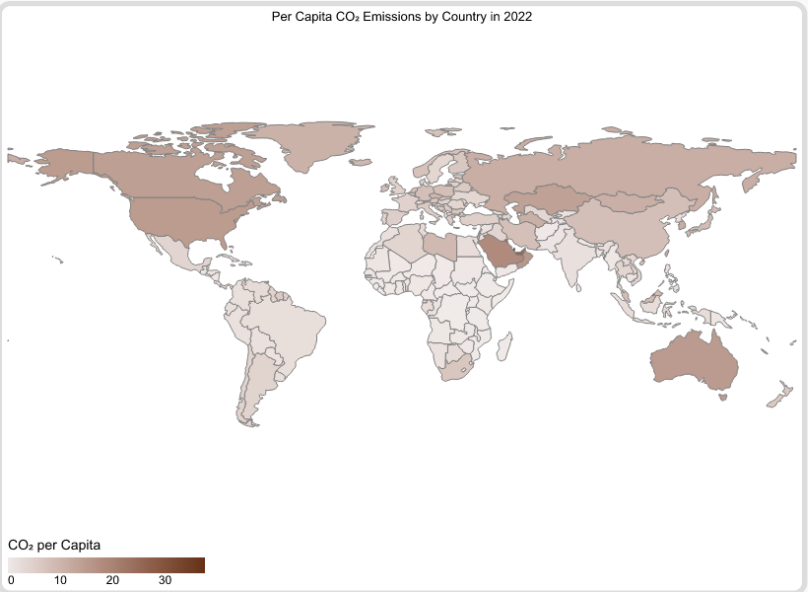 Per Capita CO₂ Emissions by Country in 2022
CO₂ per Capita
0 10 20 30